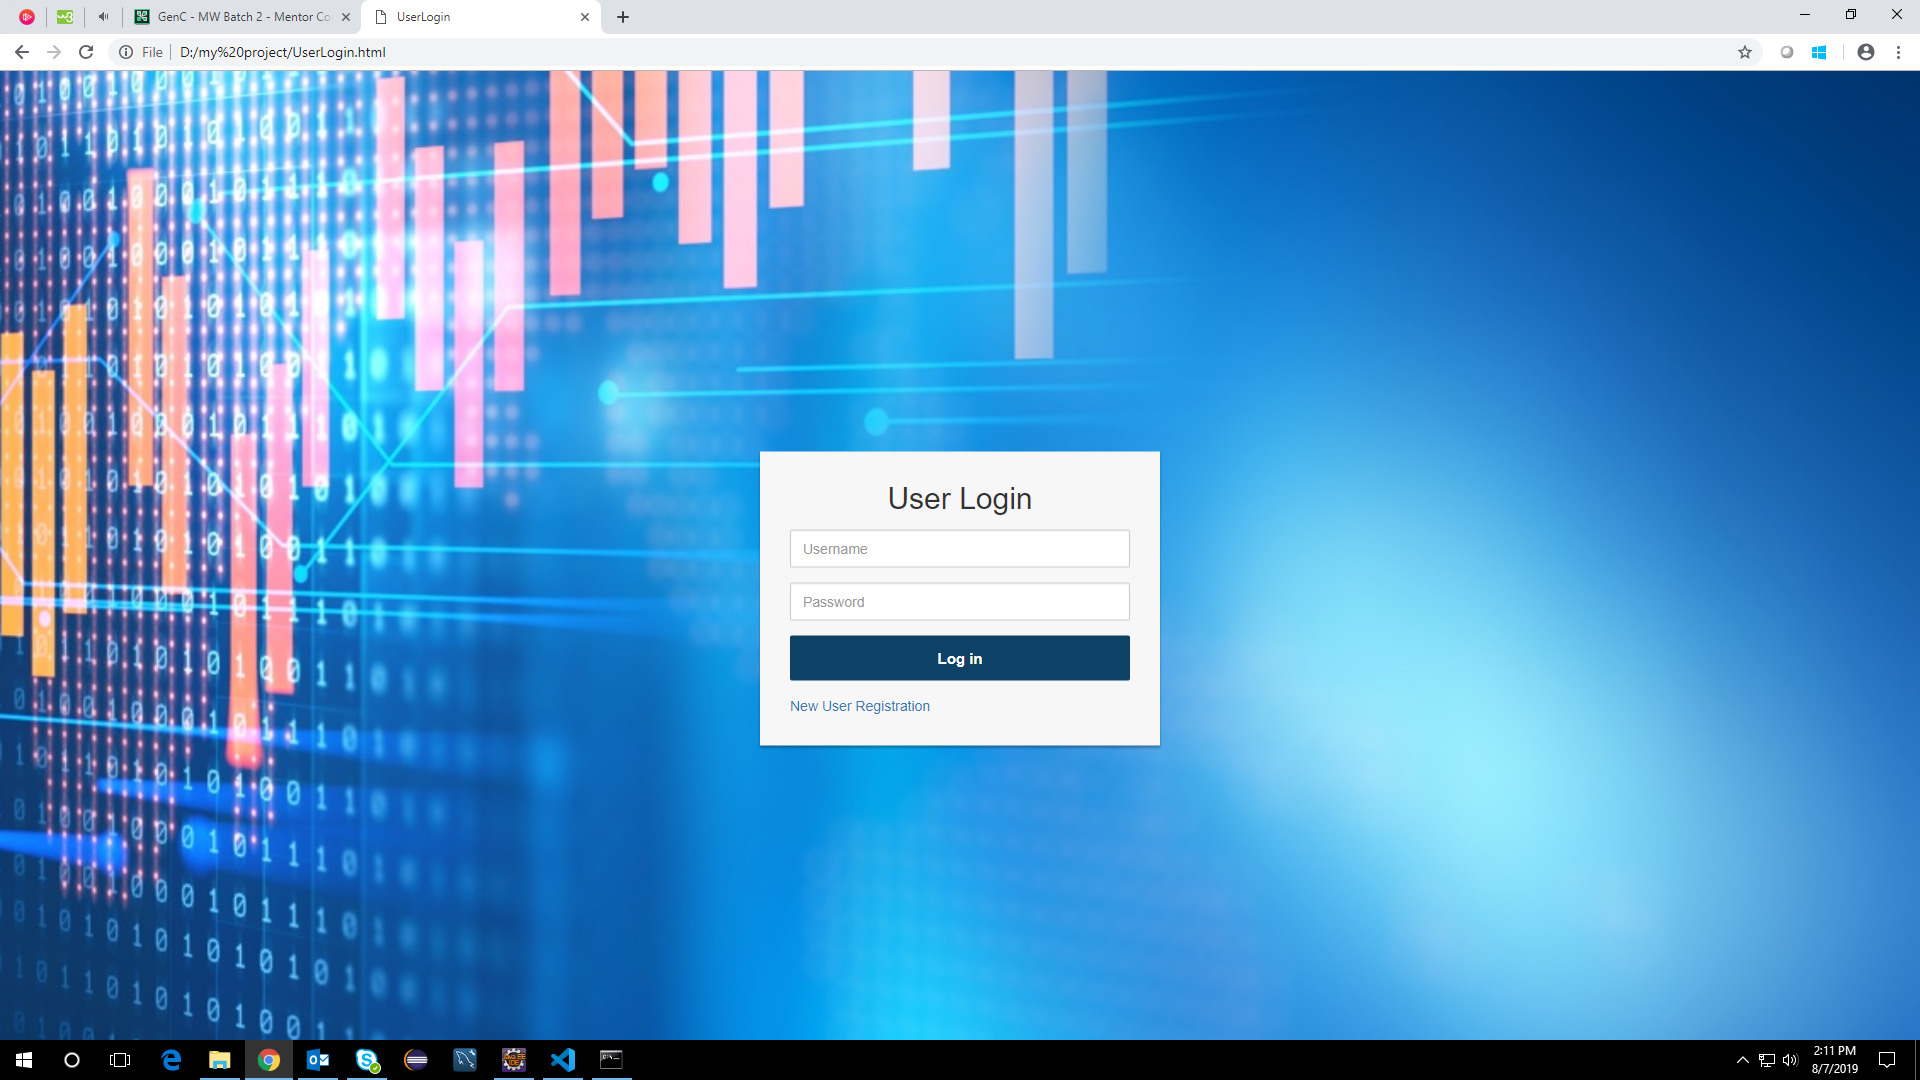 GenC - MW Batch 2 - Mentor Co
UserLogin
File
D:/my%20project/UserLogin.html
User Login
Username
Password
Log in
New User Registration
2:11 PM
8/7/2019